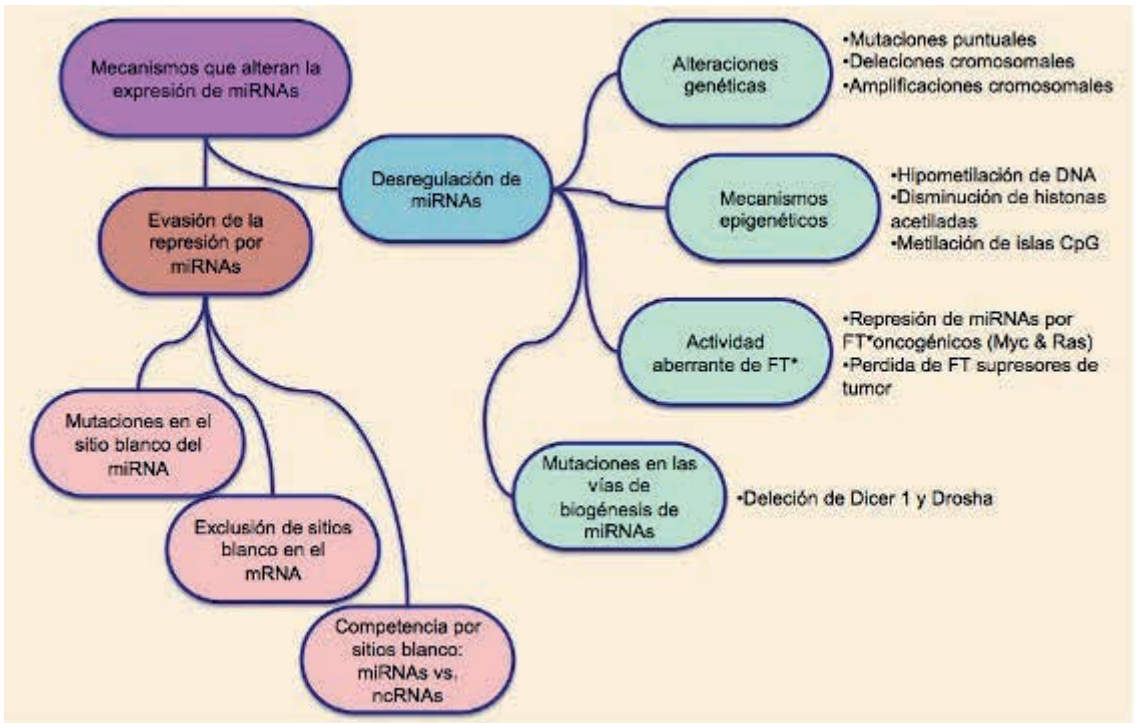 Mecanismos que alteran la
expresión de miRNAs
Evasión de la
represión por
miRNAs
Mutaciones en el
sitio blanco del
miRNA
Exclusión de sitios
blanco en el
mRNA
Competencia por
sitios blanco:
miRNAs vs.
ncRNAs
Desregulación de
miRNAs
Alteraciones
genéticas
•Mutaciones puntuales
•Deleciones cromosomales
•Amplificaciones cromosomales
Mecanismos
epigenéticos
•Hipometilación de DNA
•Disminución de histonas
acetiladas
•Metilación de islas CpG
Actividad
aberrante de FT*
•Represión de miRNAs por
FT*oncogénicos (Myc & Ras)
•Perdida de FT supresores de
tumor
Mutaciones en las
vías de
biogénesis de
miRNAs
•Deleción de Dicer 1 y Drosha